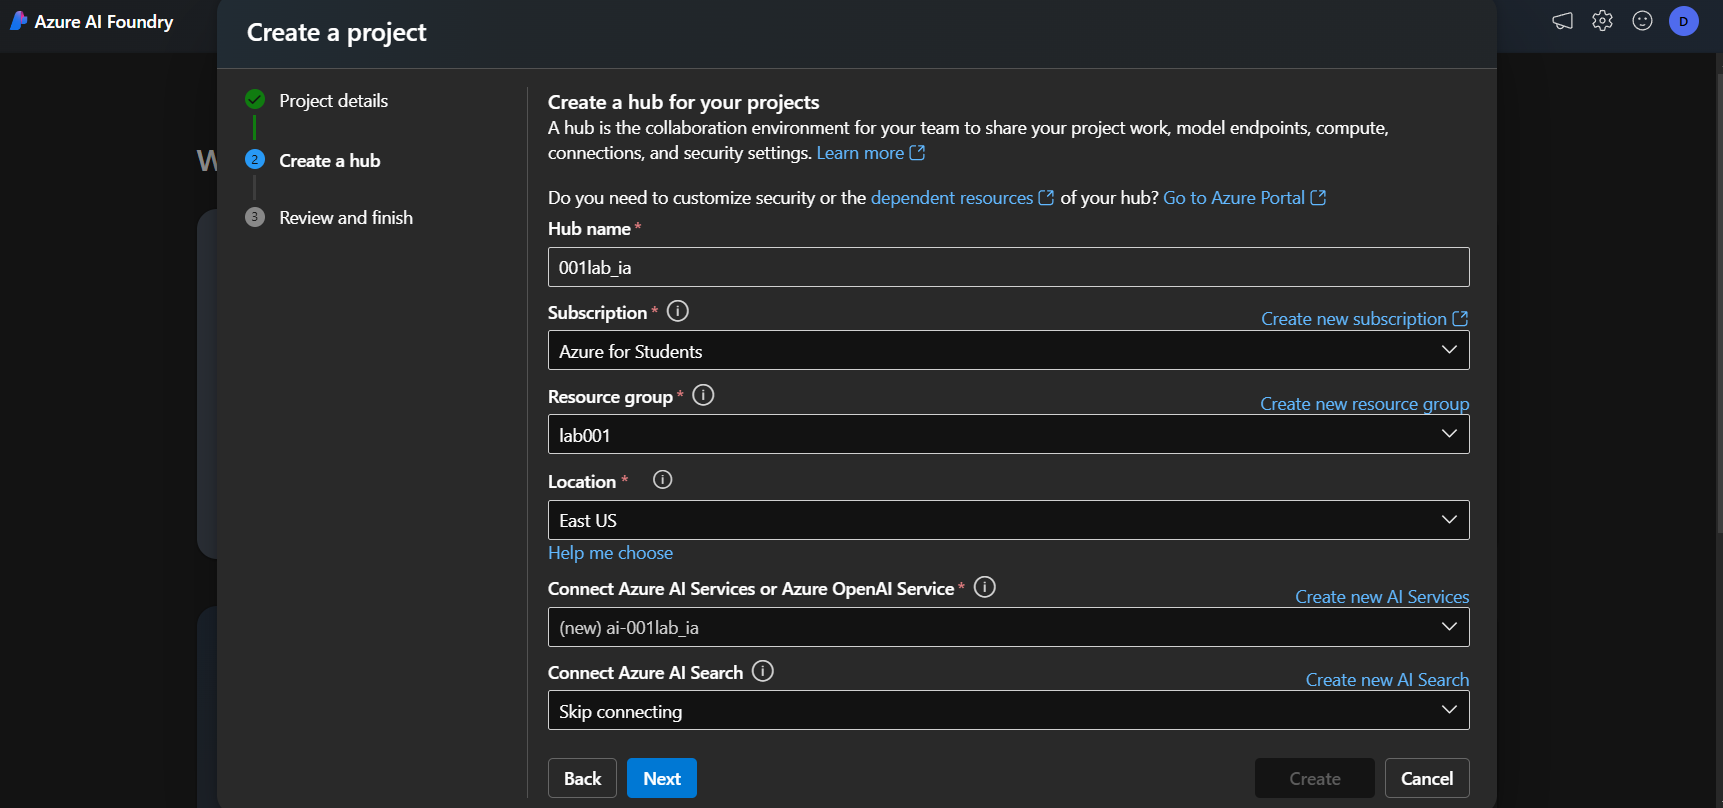 Azure AI Foundry
Create a project
D
Project details
2
Create a hub
3
Review and finish
W
Create a hub for your projects
A hub is the collaboration environment for your team to share your project work, model endpoints, compute,
connections, and security settings. Learn more
Do you need to customize security or the dependent resources of your hub? Go to Azure Portal
Hub name *
001lab_ia
Subscription *
Create new subscription
Azure for Students
Resource group *
Create new resource group
lab001
Location *
East US
Help me choose
Connect Azure AI Services or Azure OpenAI Service *
Create new AI Services
(new) ai-001lab_ia
Connect Azure AI Search
Create new AI Search
Skip connecting
Back
Next
Create
Cancel